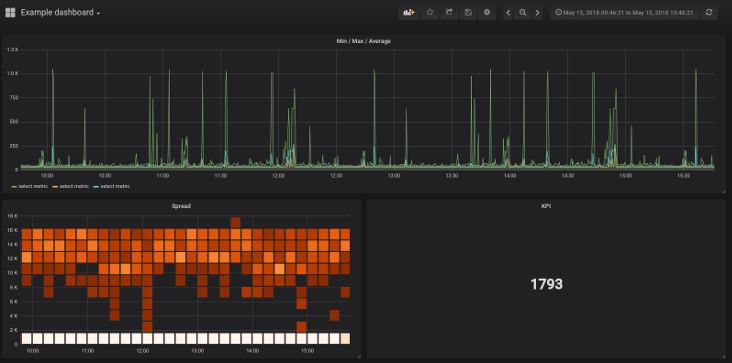 Example dashboard
May 15, 2018 09:46:21 to May 15, 2018 15:46:21
Min / Max / Average
1.3 K
1.0 K
750
500
250
0
10:00 10:30 11:00 11:30 12:00 12:30 13:00 13:30 14:00 14:30 15:00 15:30
select metric select metric select metric
Spread
KPI
18 K
16 K
14 K
12 K
10 K
8 K
6 K
4 K
2 K
0
10:00 11:00 12:00 13:00 14:00 15:00
1793